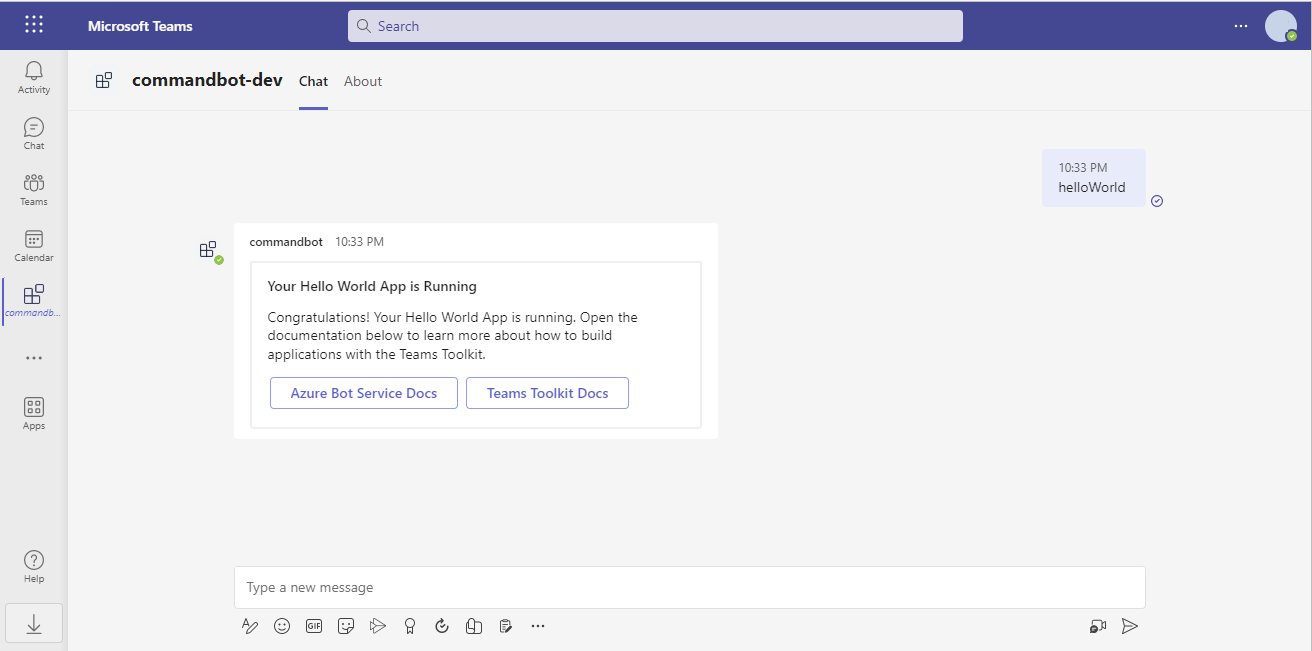 Microsoft Teams
Search
Activity
Chat
Teams
Calendar
commandb...
Apps
Help
commandbot-dev Chat About
10:33 PM
helloWorld
commandbot 10:33 PM
Your Hello World App is Running
Congratulations! Your Hello World App is running. Open the
documentation below to learn more about how to build
applications with the Teams Toolkit.
Azure Bot Service Docs Teams Toolkit Docs
Type a new message
GIF